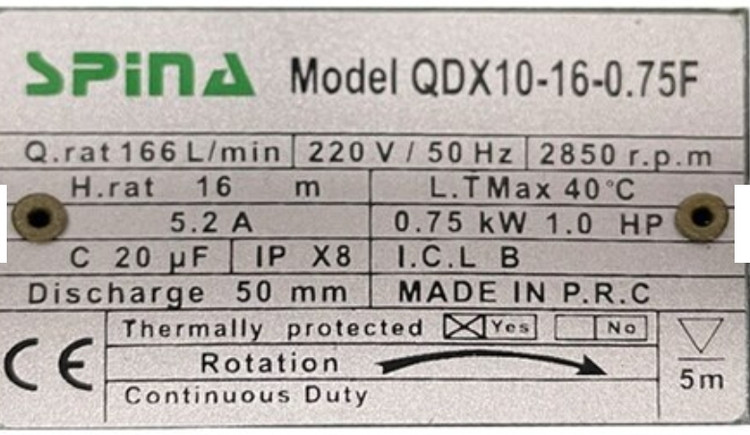 SPINA Model QDX10-16-0.75F
Q.rat 166 L/min 220 V / 50 Hz 2850 r.p.m
H.rat 16 m L.TMax 40°C
5.2 A 0.75 kW 1.0 HP
C 20 µF IP X8 I.C.L B
Discharge 50 mm MADE IN P.R.C
CE Thermally protected Yes No
Rotation
Continuous Duty
5m